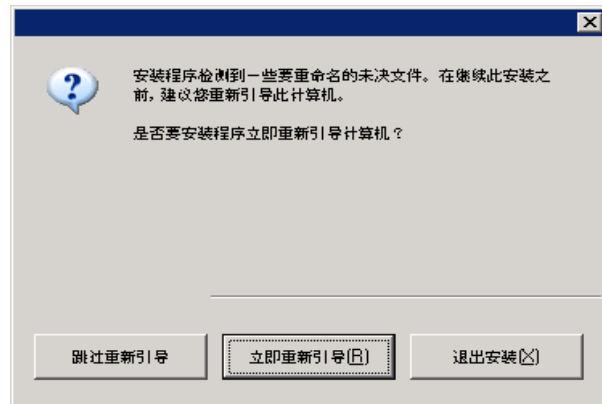 安装程序检测到一些要重命名的未决文件。在继续此安装之
前,建议您重新引导此计算机。
是否要安装程序立即重新引导计算机?
跳过重新引导
立即重新引导(R)
退出安装(X)